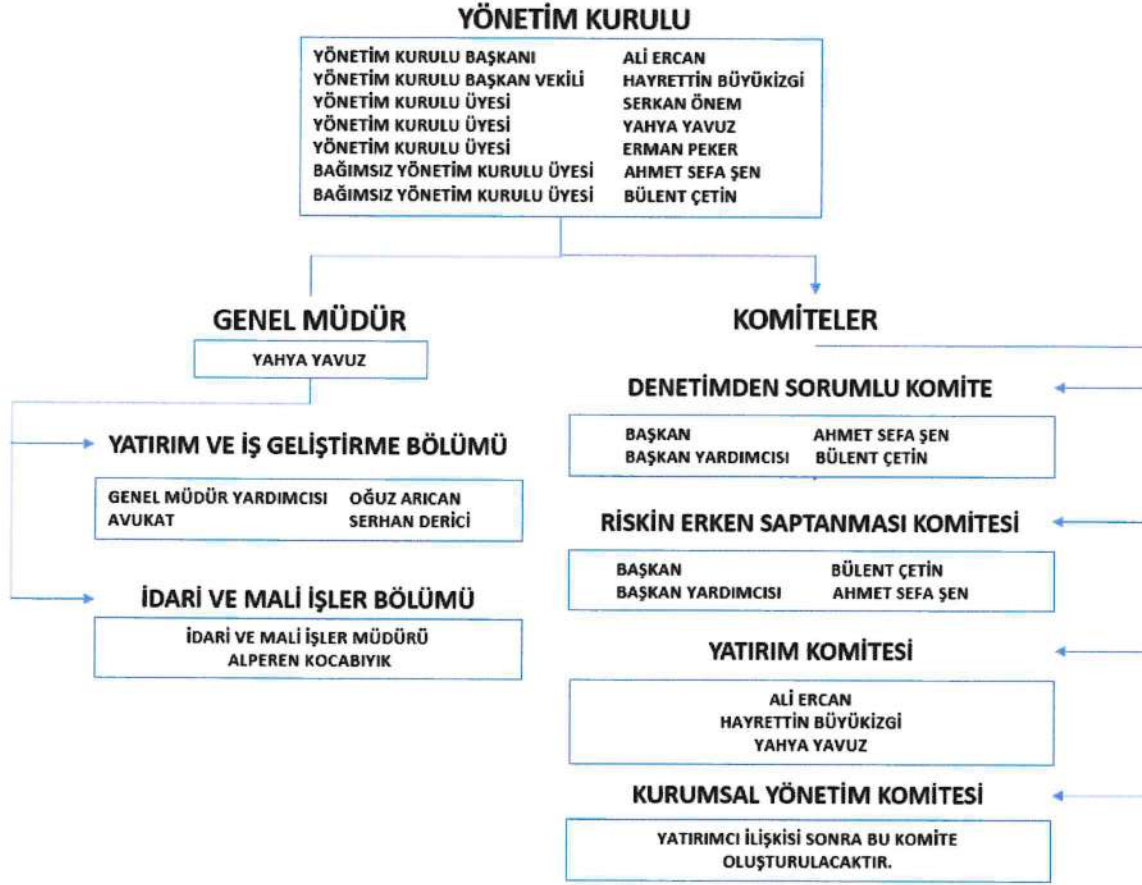 YÖNETİM KURULU
YÖNETİM KURULU BAŞKANI ALİ ERCAN
YÖNETİM KURULU BAŞKAN VEKİLİ HAYRETTİN BÜYÜKİZGİ
YÖNETİM KURULU ÜYESİ SERKAN ÖNEM
YÖNETİM KURULU ÜYESİ YAHYA YAVUZ
YÖNETİM KURULU ÜYESİ ERMAN PEKER
BAĞIMSIZ YÖNETİM KURULU ÜYESİ AHMET SEFA ŞEN
BAĞIMSIZ YÖNETİM KURULU ÜYESİ BÜLENT ÇETİN
GENEL MÜDÜR
YAHYA YAVUZ
YATIRIM VE İŞ GELİŞTİRME BÖLÜMÜ
GENEL MÜDÜR YARDIMCISI OĞUZ ARICAN
AVUKAT SERHAN DERİCİ
İDARİ VE MALİ İŞLER BÖLÜMÜ
İDARİ VE MALİ İŞLER MÜDÜRÜ
ALPEREN KOCABIYIK
KOMİTELER
DENETİMDEN SORUMLU KOMİTE
BAŞKAN AHMET SEFA ŞEN
BAŞKAN YARDIMCISI BÜLENT ÇETİN
RİSKİN ERKEN SAPTANMASI KOMİTESİ
BAŞKAN BÜLENT ÇETİN
BAŞKAN YARDIMCISI AHMET SEFA ŞEN
YATIRIM KOMİTESİ
ALİ ERCAN
HAYRETTİN BÜYÜKİZGİ
YAHYA YAVUZ
KURUMSAL YÖNETİM KOMİTESİ
YATIRIMCI İLİŞKİSİ SONRA BU KOMİTE
OLUŞTURULACAKTIR.